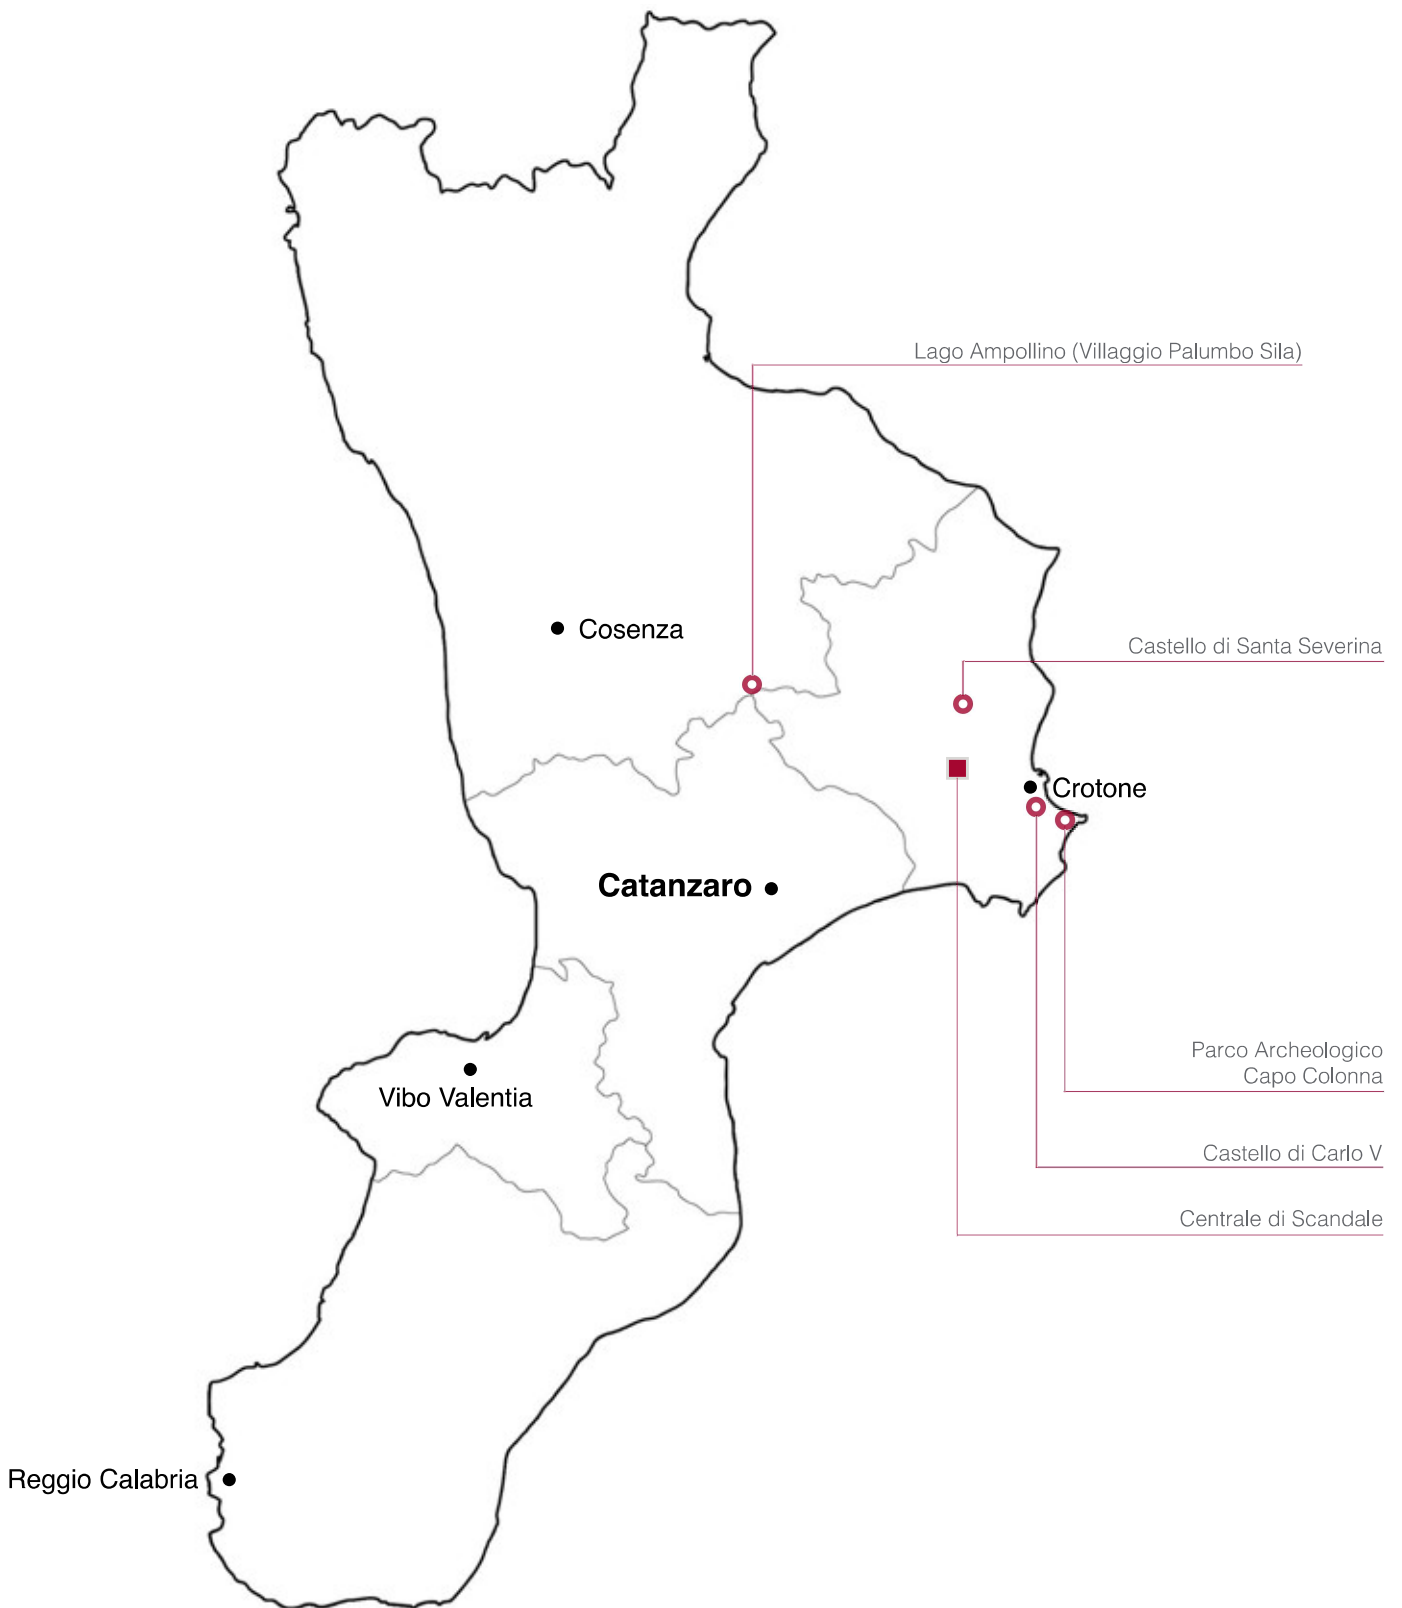 Lago Ampollino (Villaggio Palumbo Sila)
Cosenza
Castello di Santa Severina
Crotone
Catanzaro
Parco Archeologico
Capo Colonna
Vibo Valentia
Castello di Carlo V
Centrale di Scandale
Reggio Calabria